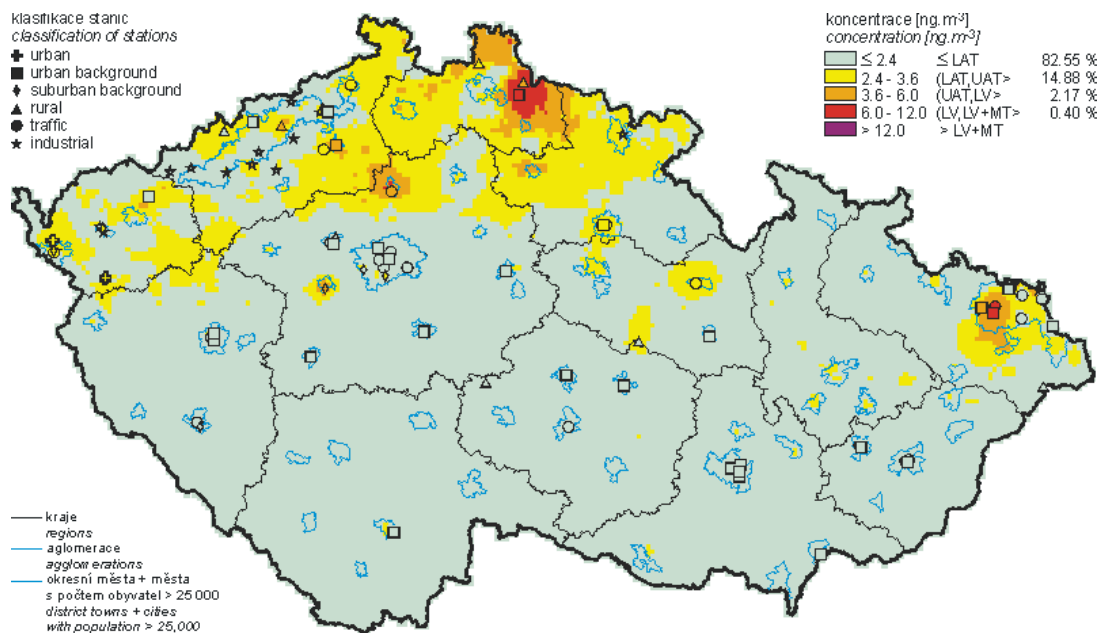 klasifikace stanic
classification of stations
urban
urban background
suburban background
rural
traffic
industrial
koncentrace [ng.m³]
concentration [ng.m³]
≤ 2.4 ≤ LAT 82.55 %
2.4 - 3.6 (LAT,UAT> 14.88 %
3.6 - 6.0 (UAT,LV> 2.17 %
6.0 - 12.0 (LV,LV+MT> 0.40 %
> 12.0 > LV+MT
kraje
regions
aglomerace
agglomerations
okresní města + města
s počtem obyvatel > 25 000
district towns + cities
with population > 25,000